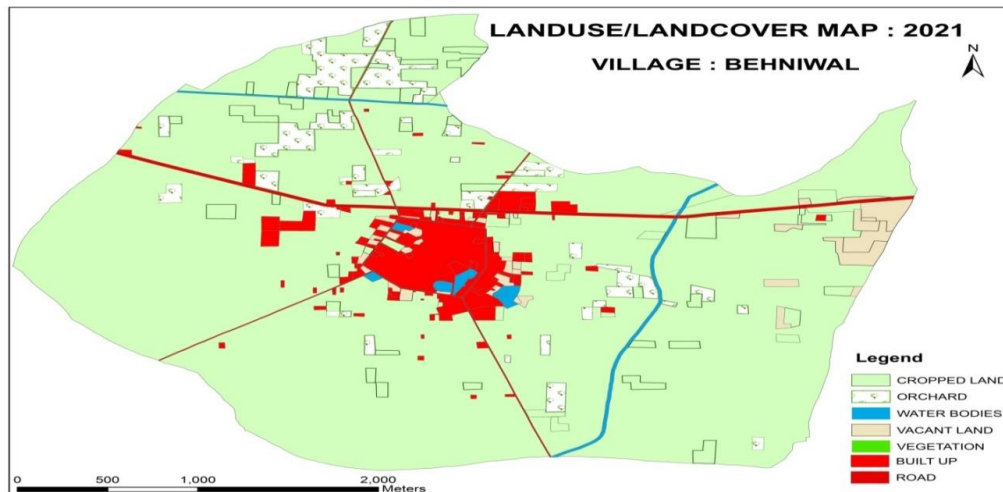 LANDUSE/LANDCOVER MAP : 2021
VILLAGE : BEHNIWAL
N
Legend
CROPPED LAND
ORCHARD
WATER BODIES
VACANT LAND
VEGETATION
BUILT UP
ROAD
0 500 1,000 2,000
Meters